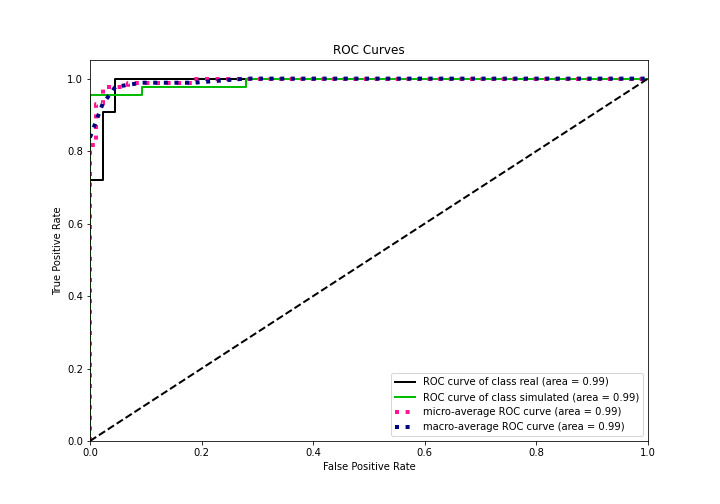 ROC Curves
True Positive Rate
1.0
0.8
0.6
0.4
0.2
0.0
0.0 0.2 0.4 0.6 0.8 1.0
False Positive Rate
ROC curve of class real (area = 0.99)
ROC curve of class simulated (area = 0.99)
micro-average ROC curve (area = 0.99)
macro-average ROC curve (area = 0.99)